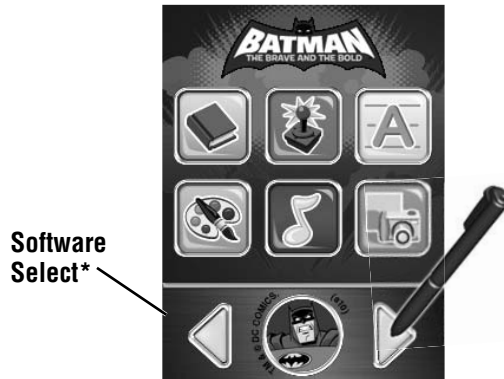 BATMAN
THE BRAVE AND THE BOLD
A
Software
Select*
TM & © DC COMICS.
(s10)